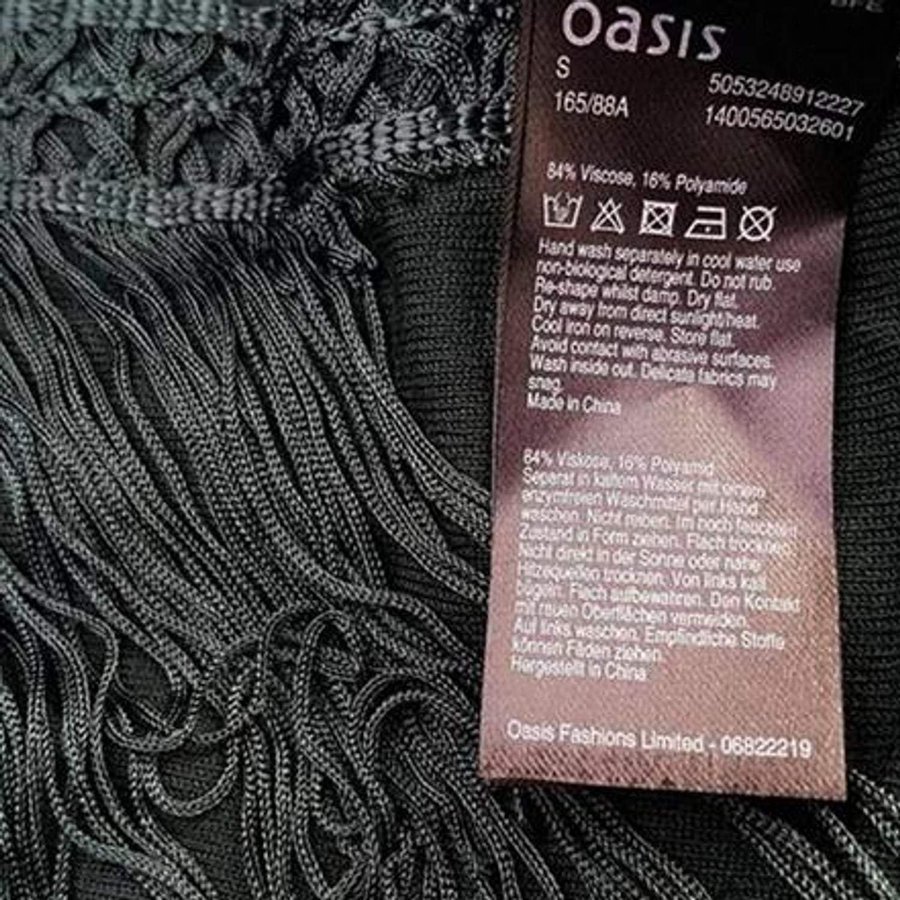 oasis
S 5053248912227
165/88A 1400565032601
84% Viscose, 16% Polyamide
Hand wash separately in cool water use
non-biological detergent. Do not rub.
Re-shape whilst damp. Dry flat.
Dry away from direct sunlight/heat.
Cool iron on reverse. Store flat.
Avoid contact with abrasive surfaces.
Wash inside out. Delicate fabrics may
snag.
Made in China
84% Viskose, 16% Polyamid
Separat in kaltem Wasser mit einem
enzymfreien Waschmittel per Hand
waschen. Nicht reiben. Im noch feuchten
Zustand in Form ziehen. Flach trocknen.
Nicht direkt in der Sonne oder nahe
Hitzequellen trocknen. Von links kalt
bügeln. Flach aufbewahren. Den Kontakt
mit rauen Oberflächen vermeiden.
Auf links waschen. Empfindliche Stoffe
können Fäden ziehen.
Hergestellt in China
Oasis Fashions Limited - 06822219